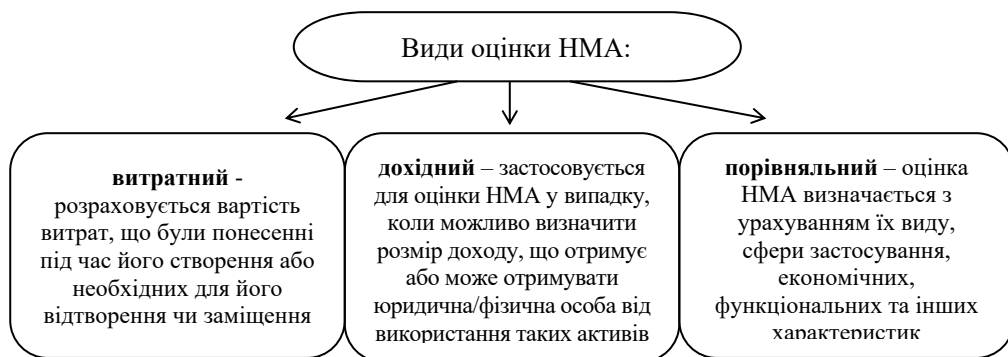 Види оцінки НМА:
витратний -
розраховується вартість
витрат, що були понесенні
під час його створення або
необхідних для його
відтворення чи заміщення
дохідний – застосовується
для оцінки НМА у випадку,
коли можливо визначити
розмір доходу, що отримує
або може отримувати
юридична/фізична особа від
використання таких активів
порівняльний – оцінка
НМА визначається з
урахуванням їх виду,
сфери застосування,
економічних,
функціональних та інших
характеристик